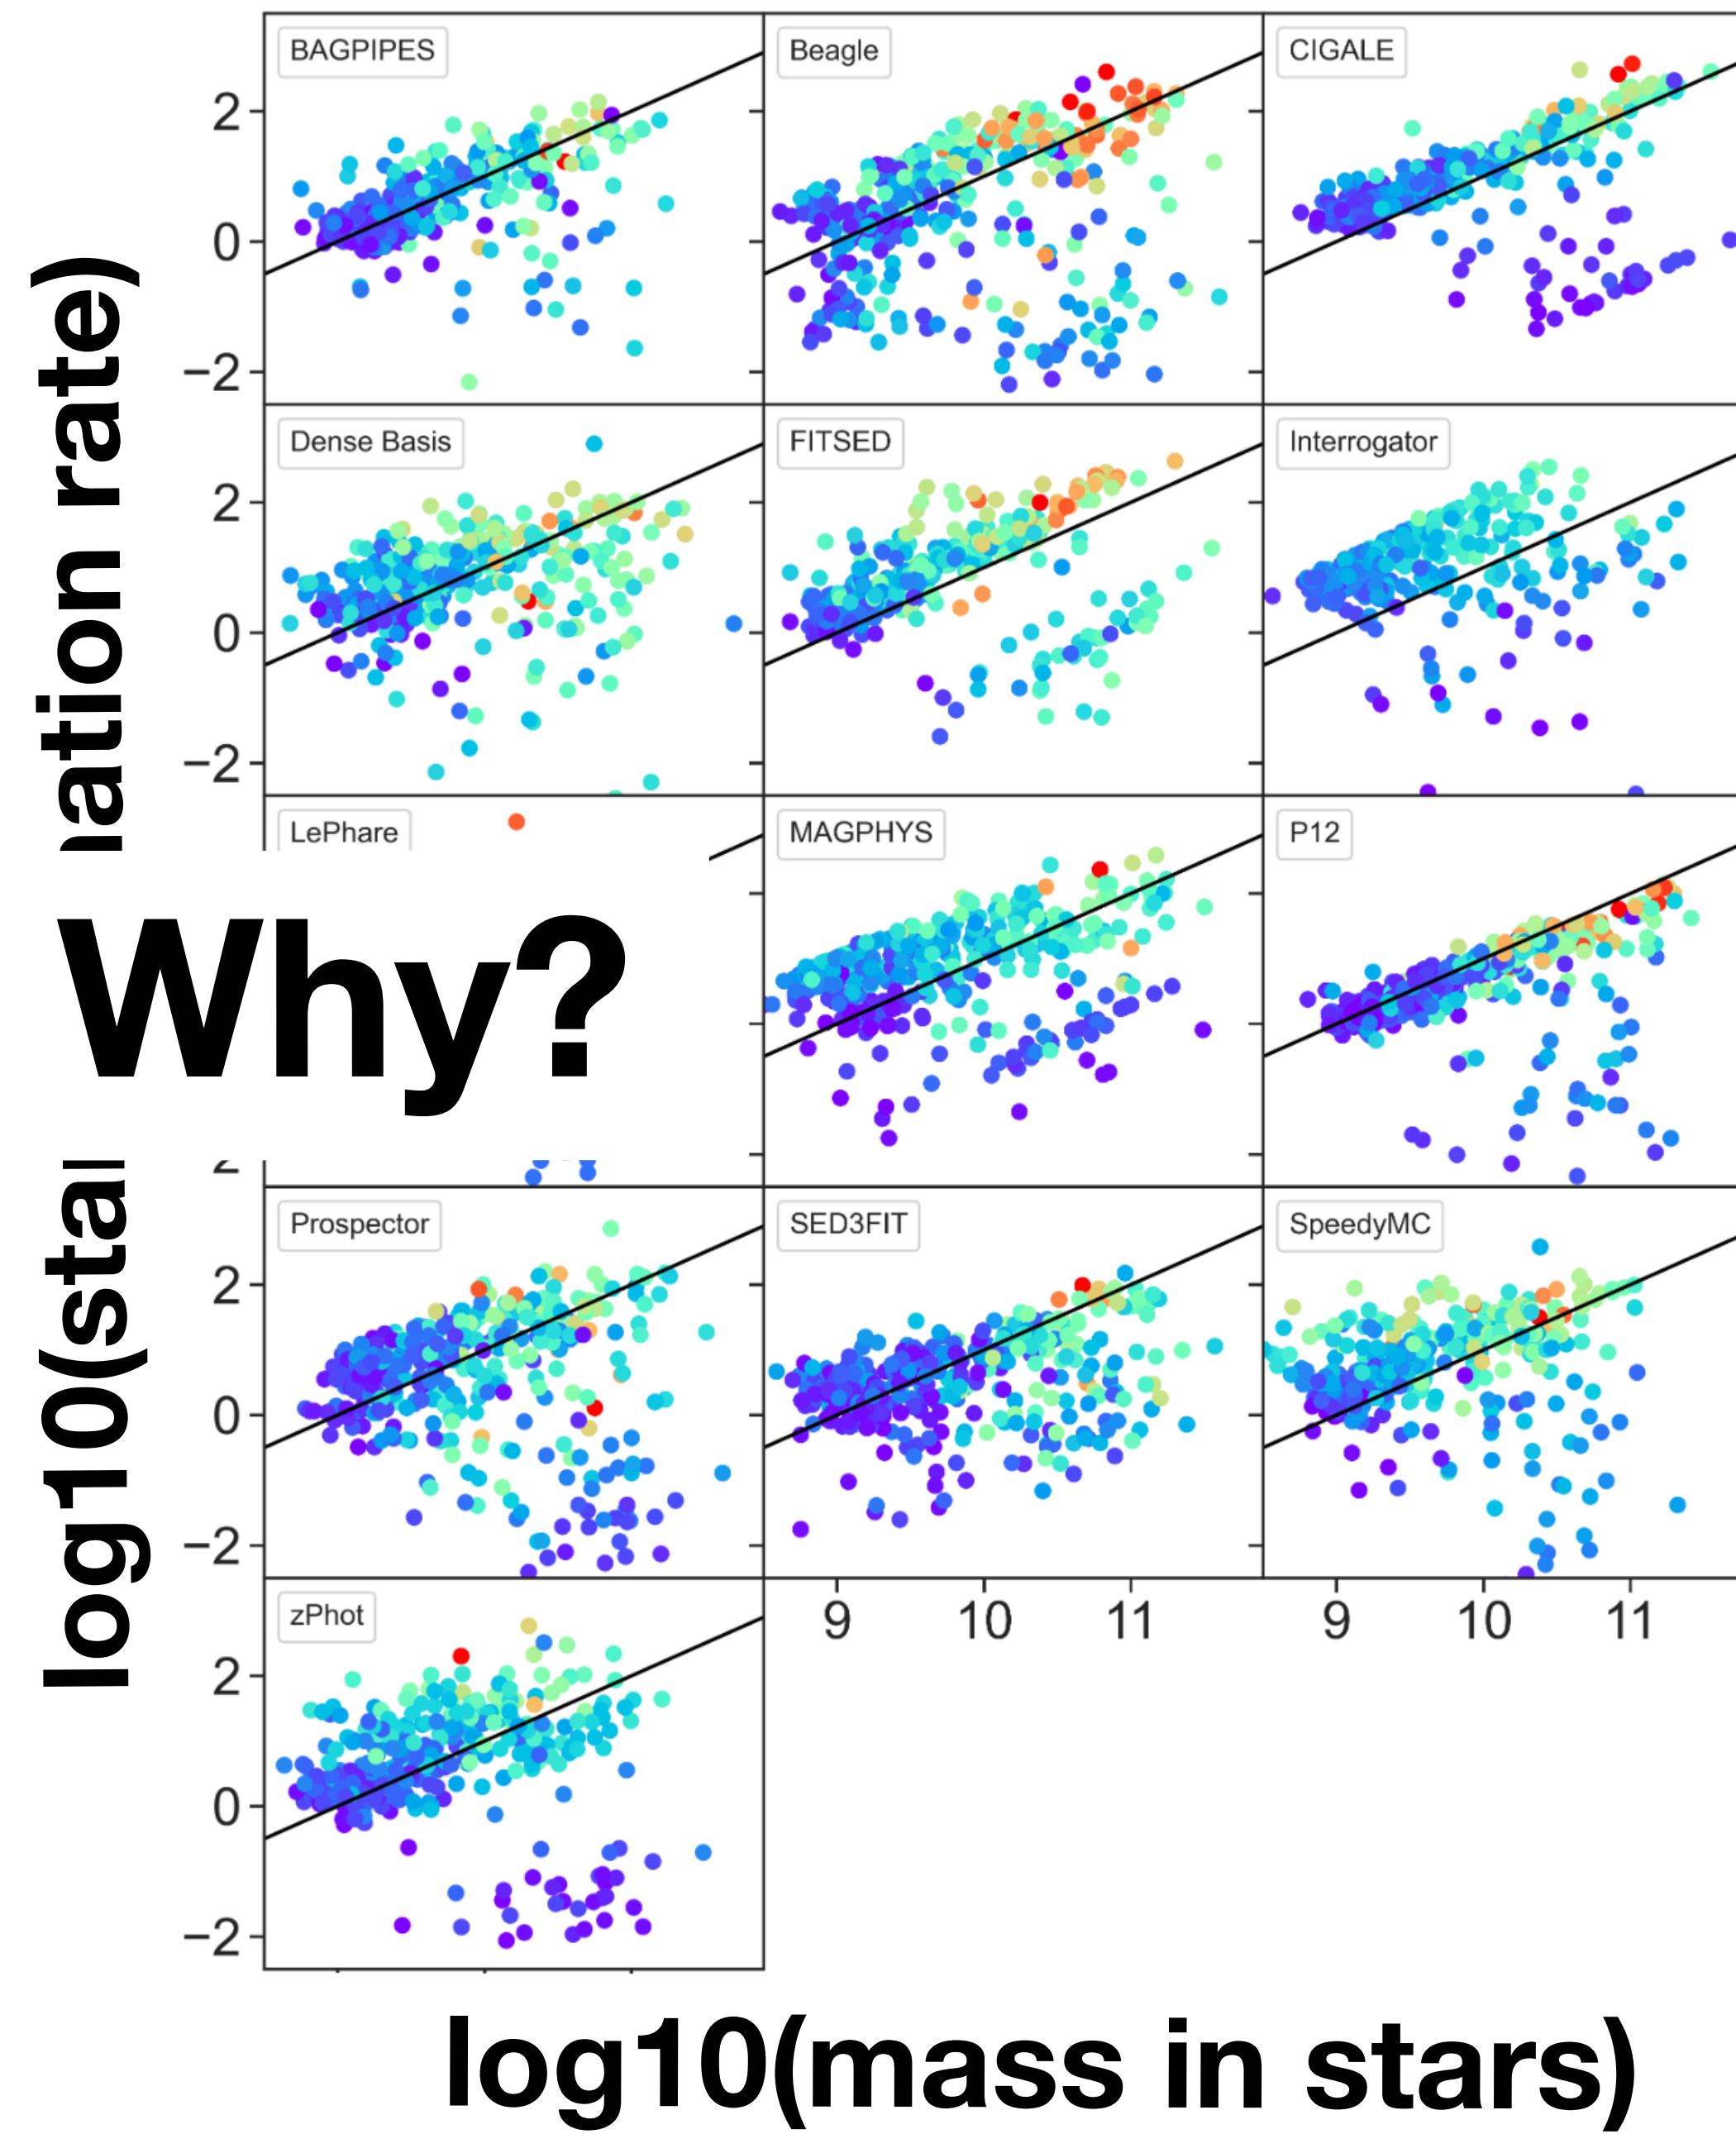 BAGPIPES
Beagle
CIGALE
2
0
−2
Dense Basis
FITSED
Interrogator
2
0
−2
LePhare
MAGPHYS
P12
Why?
Prospector
SED3FIT
SpeedyMC
2
0
−2
zPhot
9 10 11
9 10 11
2
0
−2
log10(star
ation rate)
log10(mass in stars)